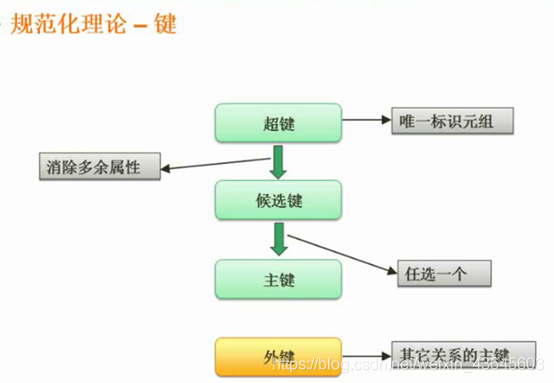 规范化理论 – 键
超键
唯一标识元组
消除多余属性
候选键
任选一个
主键
外键
其它关系的主键
https://blog.csdn.net/weixin_43645603